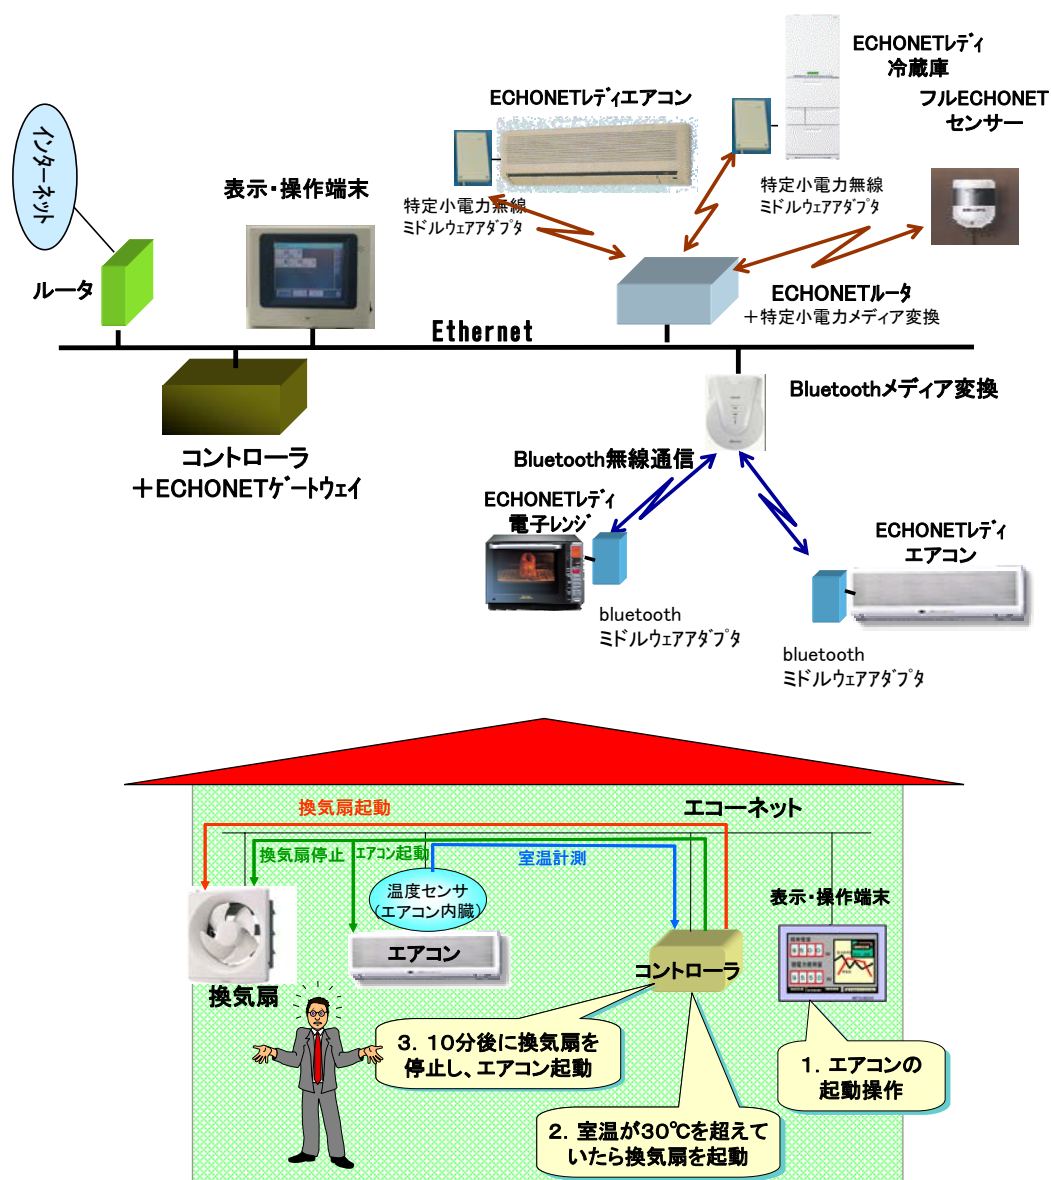 ECHONETレディ
冷蔵庫
ECHONETレディエアコン
フルECHONET
センサー
インターネット
表示・操作端末
特定小電力無線
ミドルウェアアダプタ
特定小電力無線
ミドルウェアアダプタ
ルータ
ECHONETルータ
＋特定小電力メディア変換
Ethernet
Bluetoothメディア変換
コントローラ
＋ECHONETゲートウェイ
Bluetooth無線通信
ECHONETレディ
電子レンジ
ECHONETレディ
エアコン
bluetooth
ミドルウェアアダプタ
bluetooth
ミドルウェアアダプタ
換気扇起動
エコーネット
換気扇停止
エアコン起動
室温計測
温度センサ
(エアコン内臓)
表示・操作端末
エアコン
コントローラ
換気扇
３．１０分後に換気扇を
停止し、エアコン起動
１．エアコンの
起動操作
２．室温が３０℃を超えて
いたら換気扇を起動